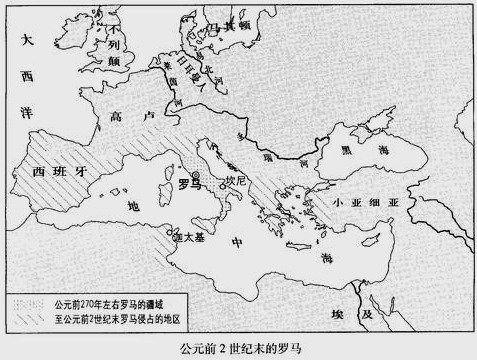 大西洋
不列颠
马其顿
莱茵河
日耳曼人
易北河
高卢
多瑙河
黑海
西班牙
罗马
坎尼
小亚细亚
地中海
迦太基
埃及
公元前270年左右罗马的疆域
至公元前2世纪末罗马侵占的地区
公元前2世纪末的罗马